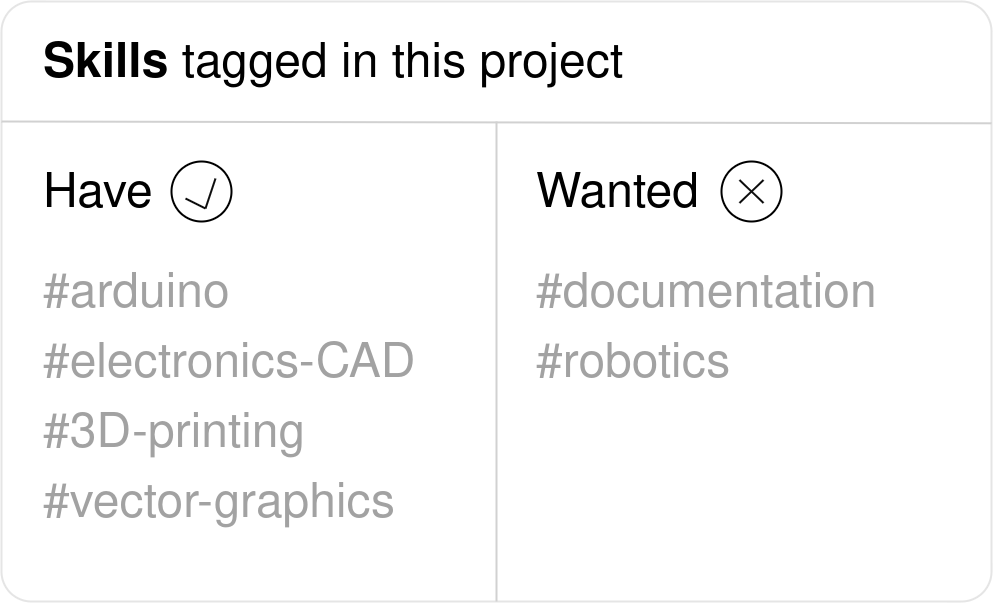 Skills tagged in this project
Have
#arduino
#electronics-CAD
#3D-printing
#vector-graphics
Wanted
#documentation
#robotics